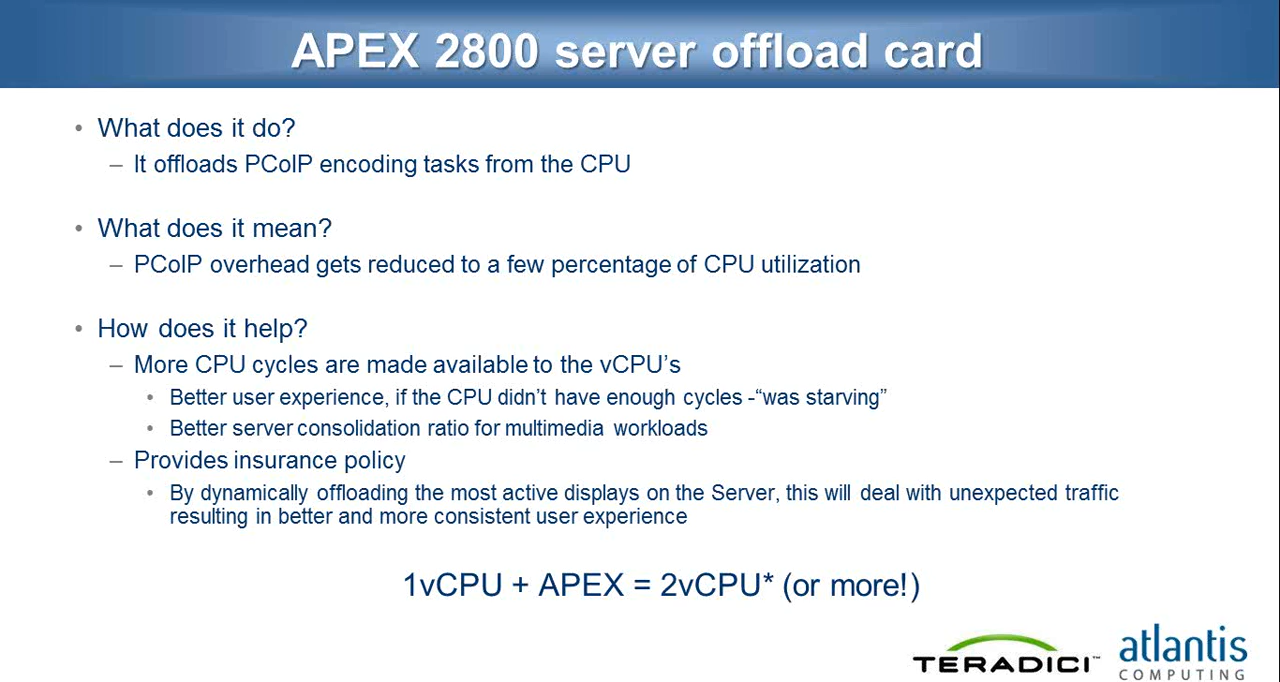 APEX 2800 server offload card
• What does it do?
– It offloads PCoIP encoding tasks from the CPU
• What does it mean?
– PCoIP overhead gets reduced to a few percentage of CPU utilization
• How does it help?
– More CPU cycles are made available to the vCPU’s
• Better user experience, if the CPU didn’t have enough cycles -“was starving”
• Better server consolidation ratio for multimedia workloads
– Provides insurance policy
• By dynamically offloading the most active displays on the Server, this will deal with unexpected traffic
resulting in better and more consistent user experience
1vCPU + APEX = 2vCPU* (or more!)
TERADICI™
atlantis
COMPUTING